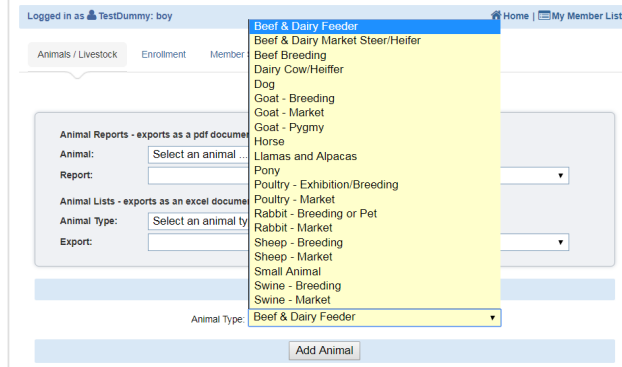 Logged in as TestDummy: boy
Home | My Member List
Animals / Livestock Enrollment Member
Beef & Dairy Feeder
Beef & Dairy Market Steer/Heifer
Beef Breeding
Dairy Cow/Heiffer
Dog
Goat - Breeding
Goat - Market
Goat - Pygmy
Horse
Llamas and Alpacas
Pony
Poultry - Exhibition/Breeding
Poultry - Market
Rabbit - Breeding or Pet
Rabbit - Market
Sheep - Breeding
Sheep - Market
Small Animal
Swine - Breeding
Swine - Market
Animal Reports - exports as a pdf
Animal: Select an animal ...
Report:
Animal Lists - exports as an excel
Animal Type: Select an animal
Export:
Animal Type: Beef & Dairy Feeder
Add Animal